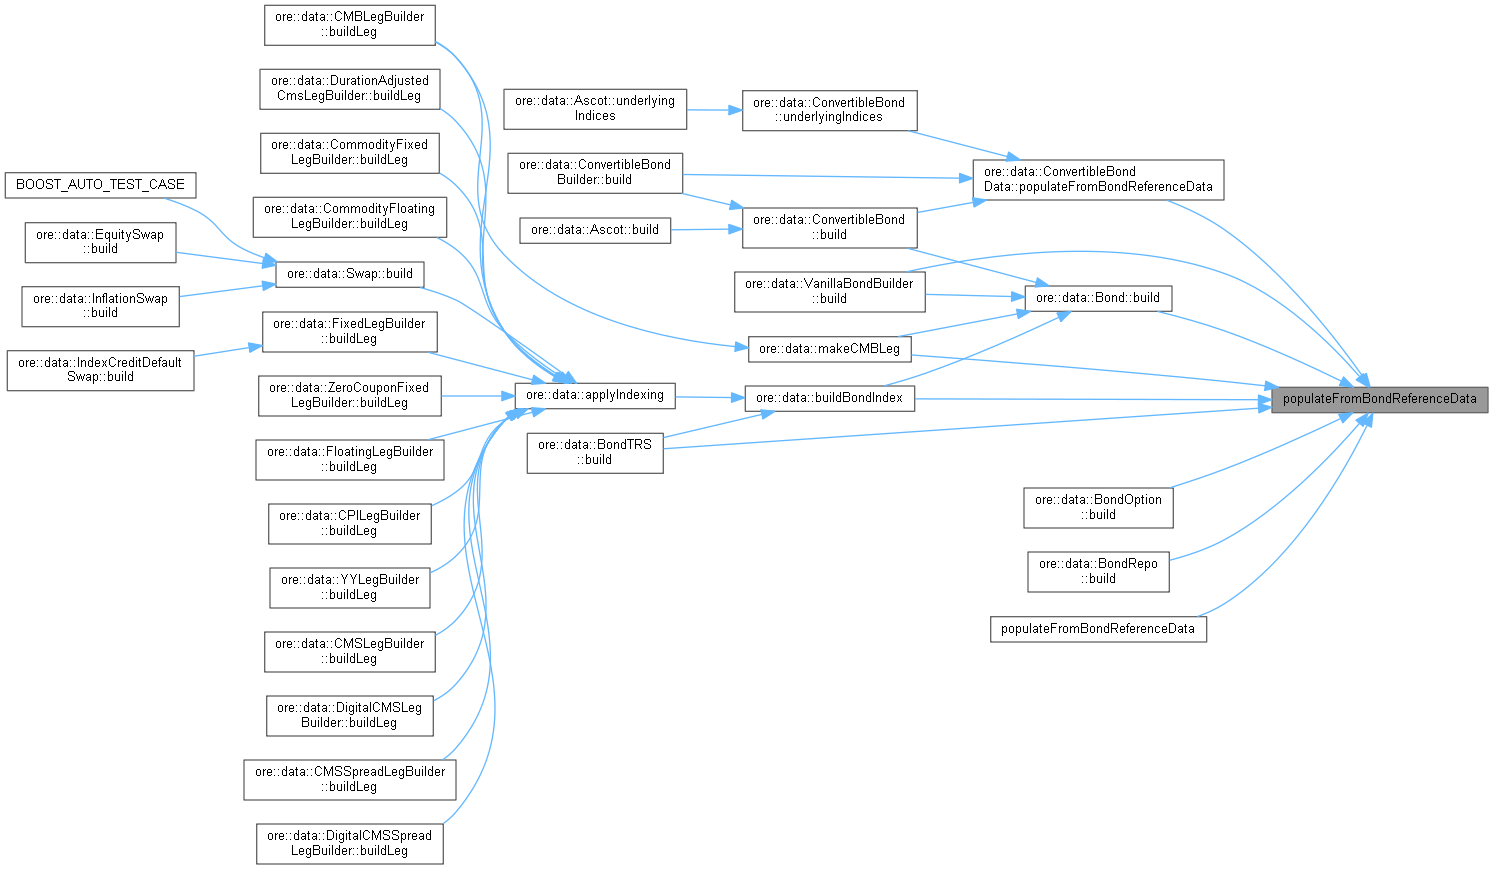 ore::data::CMBLegBuilder
::buildLeg
ore::data::DurationAdjusted
CmsLegBuilder::buildLeg
ore::data::CommodityFixed
LegBuilder::buildLeg
BOOST_AUTO_TEST_CASE
ore::data::CommodityFloating
LegBuilder::buildLeg
ore::data::EquitySwap
::build
ore::data::Swap::build
ore::data::InflationSwap
::build
ore::data::FixedLegBuilder
::buildLeg
ore::data::IndexCreditDefault
Swap::build
ore::data::ZeroCouponFixed
LegBuilder::buildLeg
ore::data::FloatingLegBuilder
::buildLeg
ore::data::CPILegBuilder
::buildLeg
ore::data::YYLegBuilder
::buildLeg
ore::data::CMSLegBuilder
::buildLeg
ore::data::DigitalCMSLeg
Builder::buildLeg
ore::data::CMSSpreadLegBuilder
::buildLeg
ore::data::DigitalCMSSpread
LegBuilder::buildLeg
ore::data::Ascot::underlying
Indices
ore::data::ConvertibleBond
Builder::build
ore::data::Ascot::build
ore::data::applyIndexing
ore::data::BondTRS
::build
ore::data::ConvertibleBond
::underlyingIndices
ore::data::ConvertibleBond
::build
ore::data::VanillaBondBuilder
::build
ore::data::makeCMBLeg
ore::data::buildBondIndex
ore::data::ConvertibleBond
Data::populateFromBondReferenceData
ore::data::Bond::build
ore::data::BondOption
::build
ore::data::BondRepo
::build
populateFromBondReferenceData
populateFromBondReferenceData